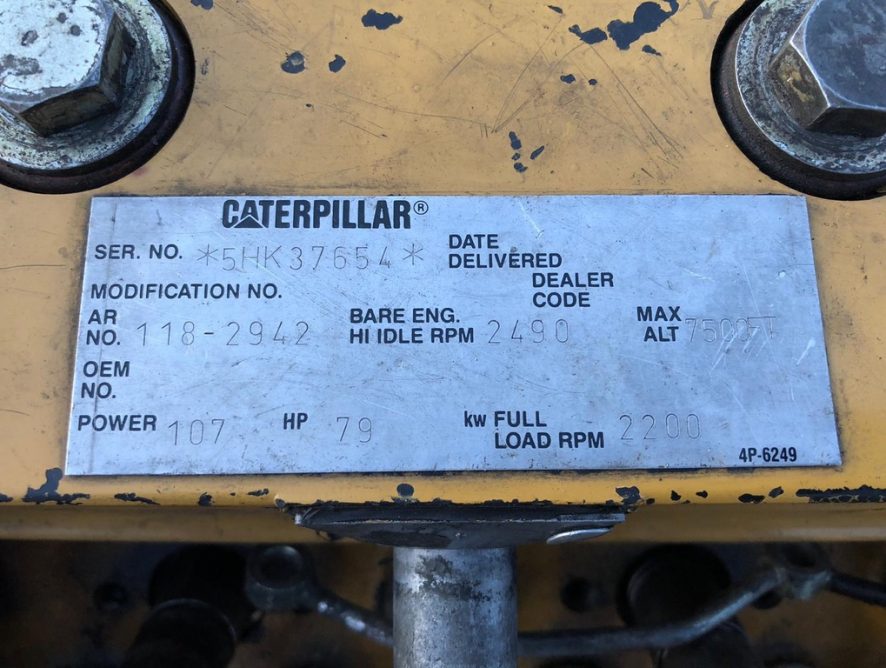 CATERPILLAR®
SER. NO. *5HK37654* DATE DELIVERED
MODIFICATION NO. DEALER CODE
AR NO. 118-2942 BARE ENG. HI IDLE RPM 2490 MAX ALT 7500
OEM NO.
POWER 107 HP 79 kw FULL LOAD RPM 2200
4P-6249